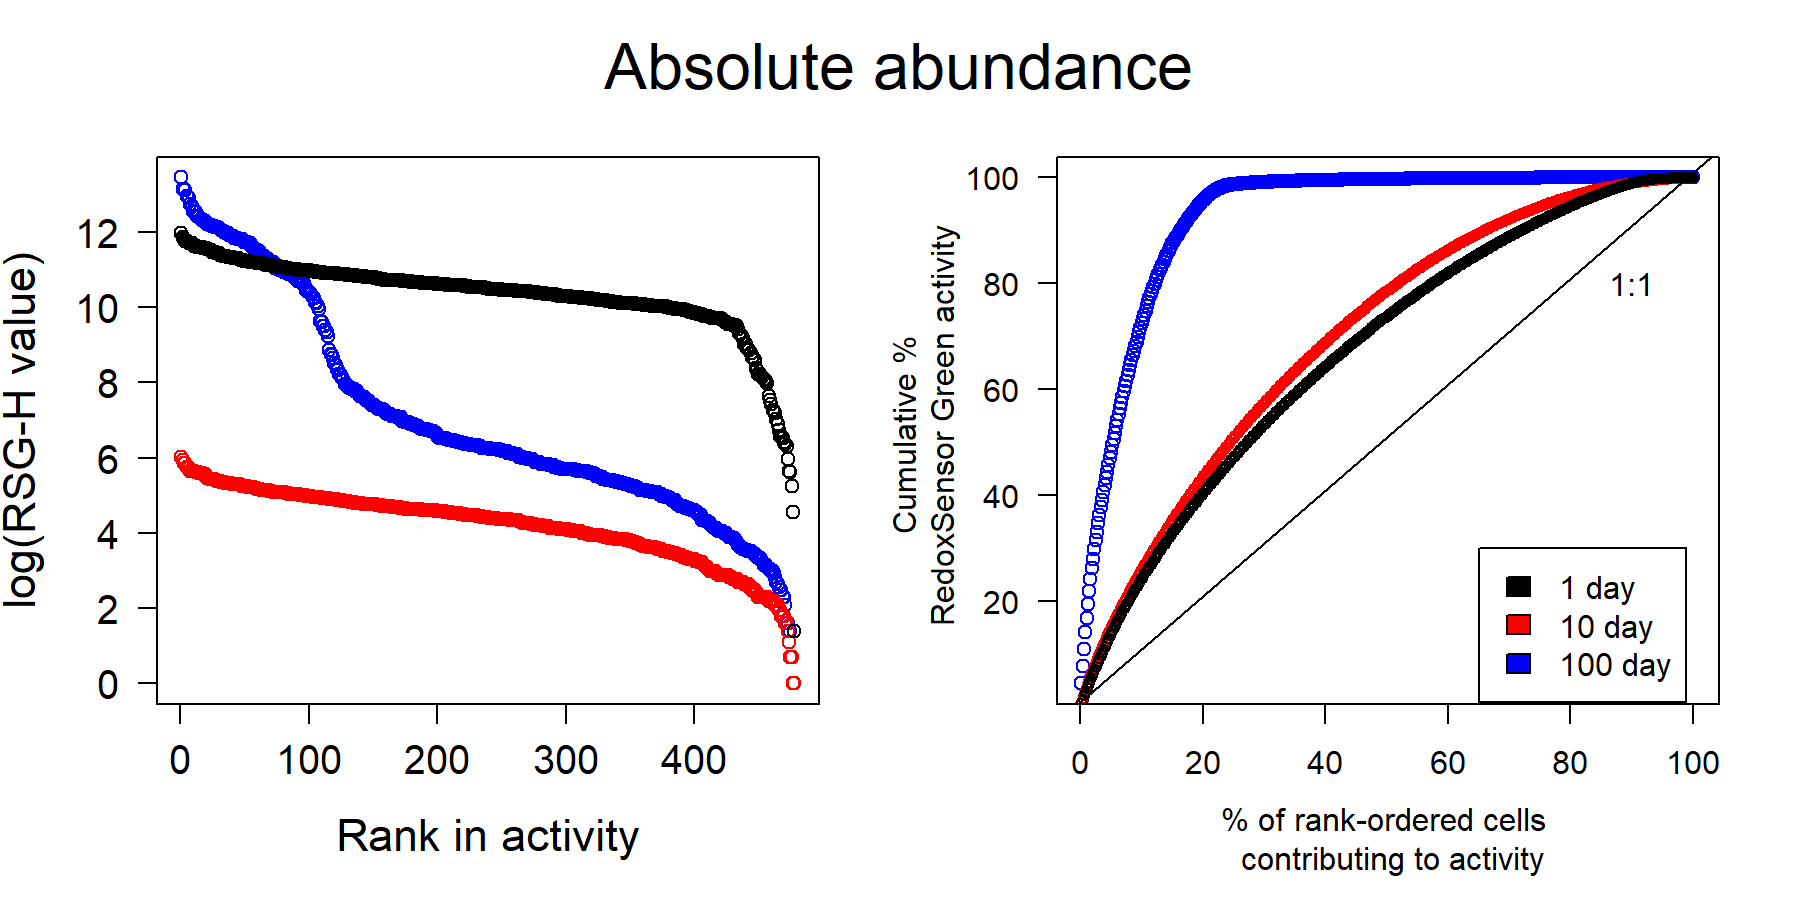 Absolute abundance
log(RSG-H value)
12
10
8
6
4
2
0
0 100 200 300 400
Rank in activity
Cumulative %
RedoxSensor Green activity
100
80
60
40
20
1:1
1 day
10 day
100 day
0 20 40 60 80 100
% of rank-ordered cells
contributing to activity